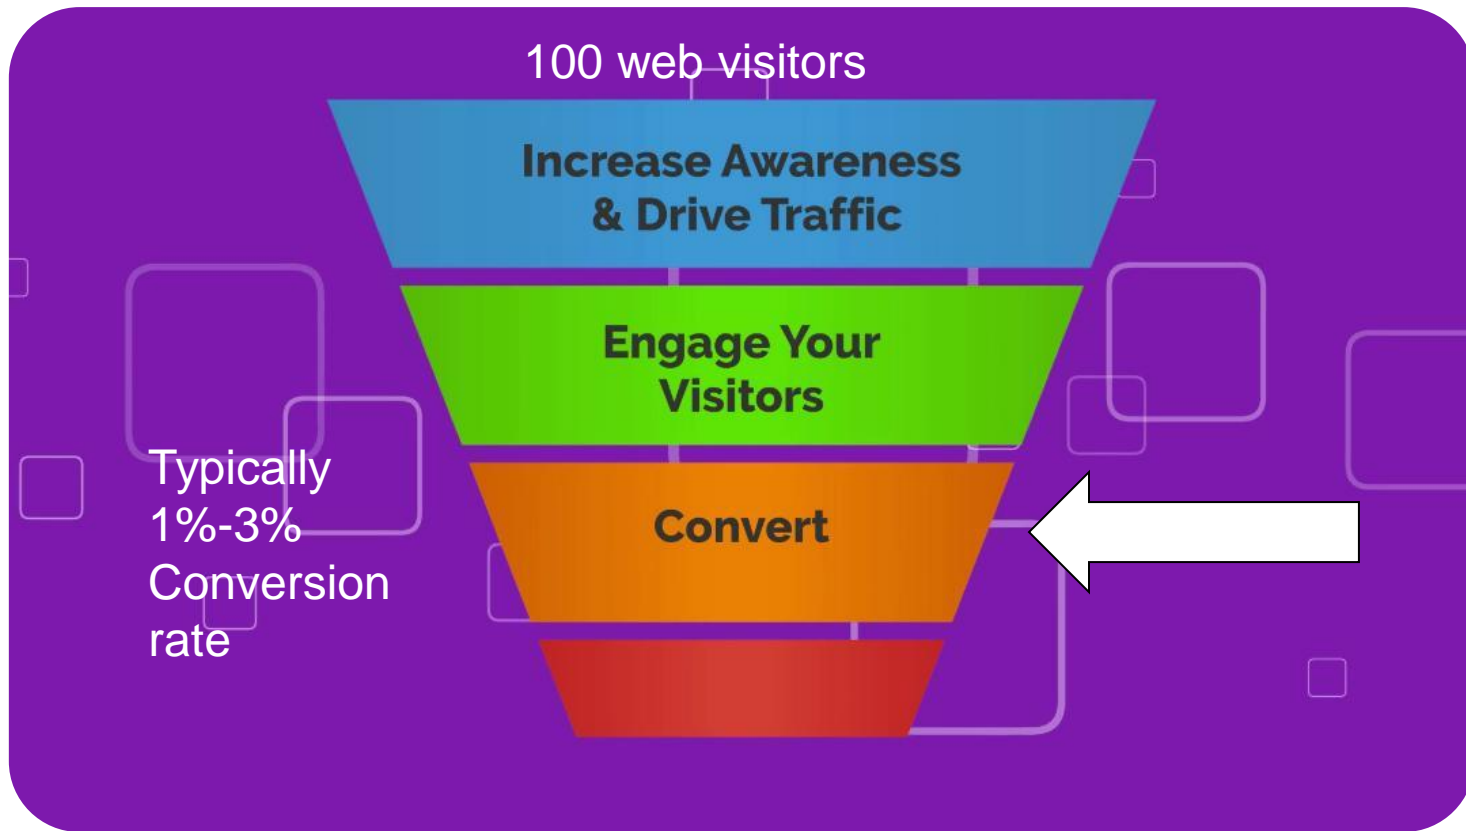 100 web visitors
Increase Awareness
& Drive Traffic
Engage Your
Visitors
Convert
Typically
1%-3%
Conversion
rate